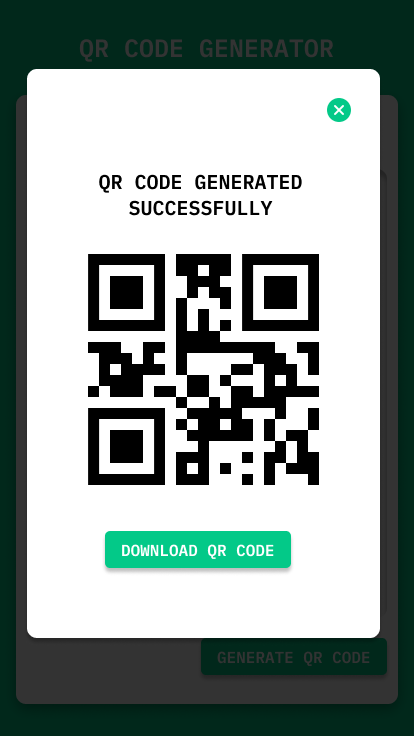 QR CODE GENERATOR
QR CODE GENERATED
SUCCESSFULLY
DOWNLOAD QR CODE
GENERATE QR CODE